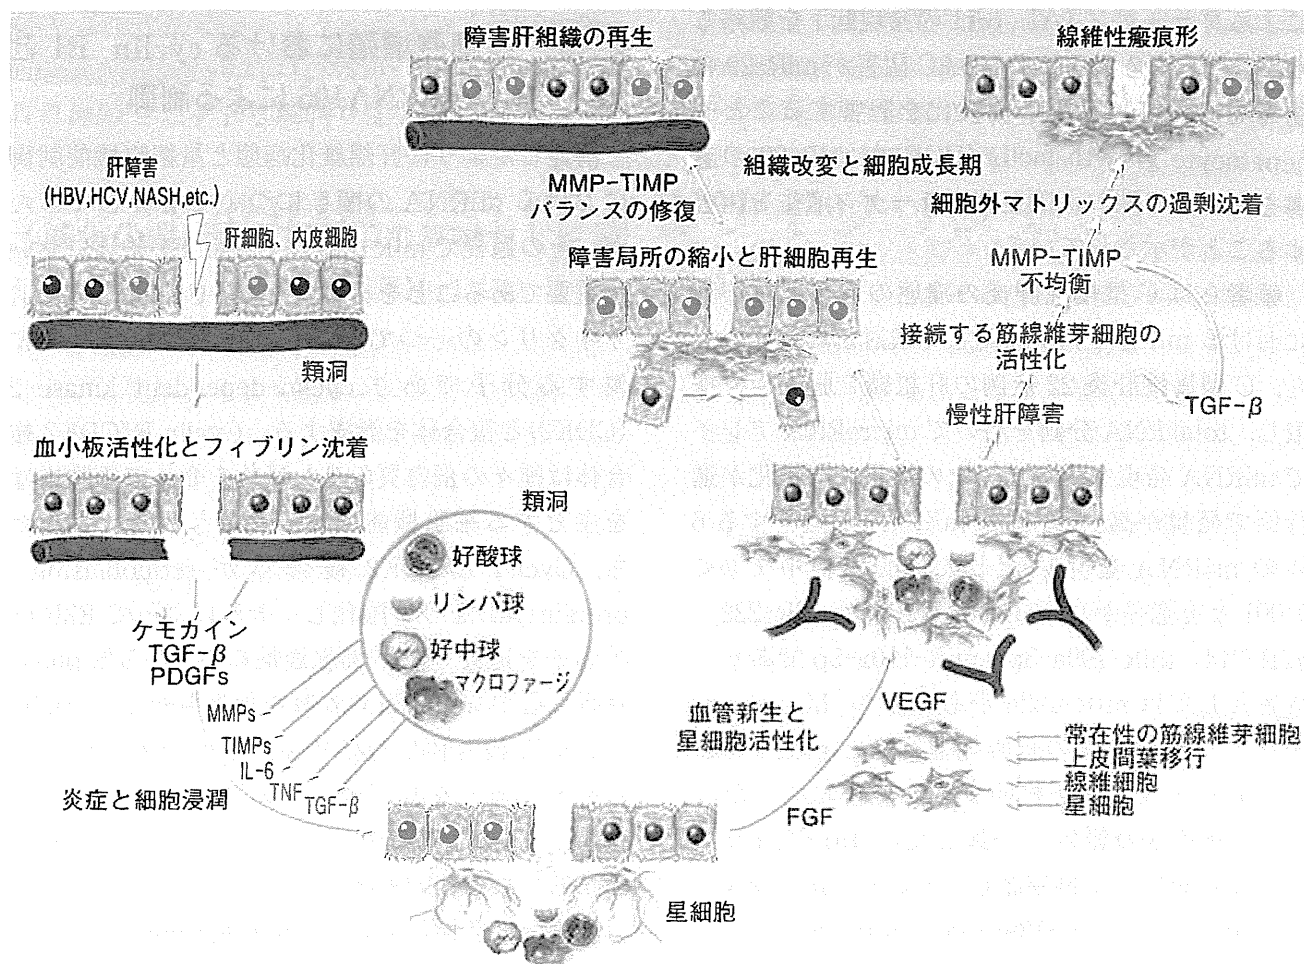 障害肝組織の再生
線維性瘢痕形
肝障害
(HBV,HCV,NASH,etc.)
肝細胞、内皮細胞
類洞
MMP-TIMP
バランスの修復
組織改変と細胞成長期
細胞外マトリックスの過剰沈着
障害局所の縮小と肝細胞再生
MMP-TIMP
不均衡
接続する筋線維芽細胞の
活性化
TGF-β
慢性肝障害
血小板活性化とフィブリン沈着
類洞
好酸球
リンパ球
好中球
マクロファージ
ケモカイン
TGF-β
PDGFs
MMPs
TIMPs
IL-6
TNF
TGF-β
炎症と細胞浸潤
血管新生と
星細胞活性化
VEGF
FGF
常在性の筋線維芽細胞
上皮間葉移行
線維細胞
星細胞
星細胞